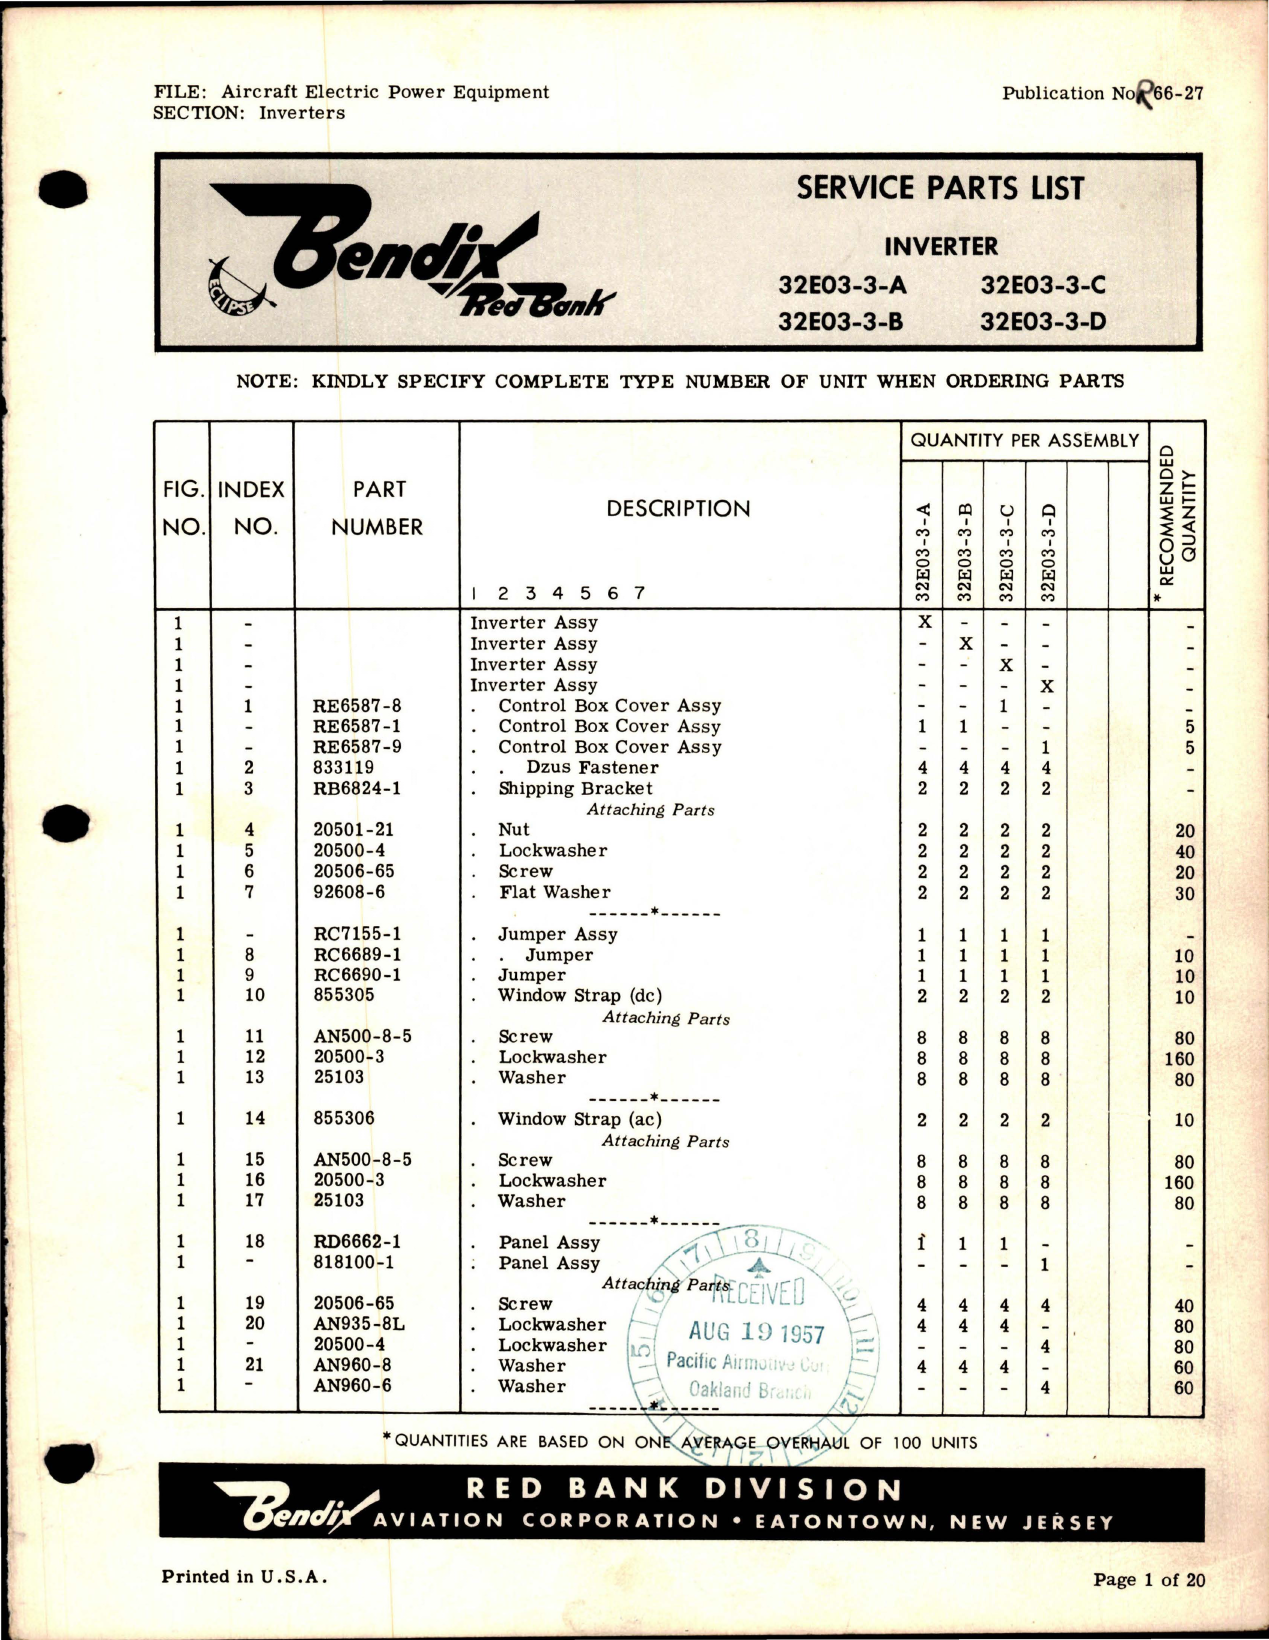 FILE: Aircraft Electric Power Equipment Publication No. R66-27
SECTION: Inverters
Bendix
ECLIPSE
Red Bank
SERVICE PARTS LIST
INVERTER
32E03-3-A 32E03-3-C
32E03-3-B 32E03-3-D
NOTE: KINDLY SPECIFY COMPLETE TYPE NUMBER OF UNIT WHEN ORDERING PARTS
FIG. NO. INDEX NO. PART NUMBER DESCRIPTION 1 2 3 4 5 6 7 QUANTITY PER ASSEMBLY 32E03-3-A 32E03-3-B 32E03-3-C 32E03-3-D * RECOMMENDED QUANTITY
1 - Inverter Assy X - - - -
1 - Inverter Assy - X - - -
1 - Inverter Assy - - X - -
1 - Inverter Assy - - - X -
1 1 RE6587-8 . Control Box Cover Assy - - 1 - -
1 - RE6587-1 . Control Box Cover Assy 1 1 - - 5
1 - RE6587-9 . Control Box Cover Assy - - - 1 5
1 2 833119 . . Dzus Fastener 4 4 4 4 -
1 3 RB6824-1 . Shipping Bracket 2 2 2 2 -
Attaching Parts
1 4 20501-21 . Nut 2 2 2 2 20
1 5 20500-4 . Lockwasher 2 2 2 2 40
1 6 20506-65 . Screw 2 2 2 2 20
1 7 92608-6 . Flat Washer 2 2 2 2 30
------*------
1 - RC7155-1 . Jumper Assy 1 1 1 1 -
1 8 RC6689-1 . . Jumper 1 1 1 1 10
1 9 RC6690-1 . Jumper 1 1 1 1 10
1 10 855305 . Window Strap (dc) 2 2 2 2 10
Attaching Parts
1 11 AN500-8-5 . Screw 8 8 8 8 80
1 12 20500-3 . Lockwasher 8 8 8 8 160
1 13 25103 . Washer 8 8 8 8 80
------*------
1 14 855306 . Window Strap (ac) 2 2 2 2 10
Attaching Parts
1 15 AN500-8-5 . Screw 8 8 8 8 80
1 16 20500-3 . Lockwasher 8 8 8 8 160
1 17 25103 . Washer 8 8 8 8 80
------*------
1 18 RD6662-1 . Panel Assy 1 1 1 - -
1 - 818100-1 . Panel Assy - - - 1 -
Attaching Parts
1 19 20506-65 . Screw 4 4 4 4 40
1 20 AN935-8L . Lockwasher 4 4 4 - 80
1 - 20500-4 . Lockwasher - - - 4 80
1 21 AN960-8 . Washer 4 4 4 - 60
1 - AN960-6 . Washer - - - 4 60
------*------
RECEIVED
AUG 19 1957
Pacific Airmotive Cor.
Oakland Branch
*QUANTITIES ARE BASED ON ONE AVERAGE OVERHAUL OF 100 UNITS
Bendix
RED BANK DIVISION
AVIATION CORPORATION • EATONTOWN, NEW JERSEY
Printed in U.S.A. Page 1 of 20